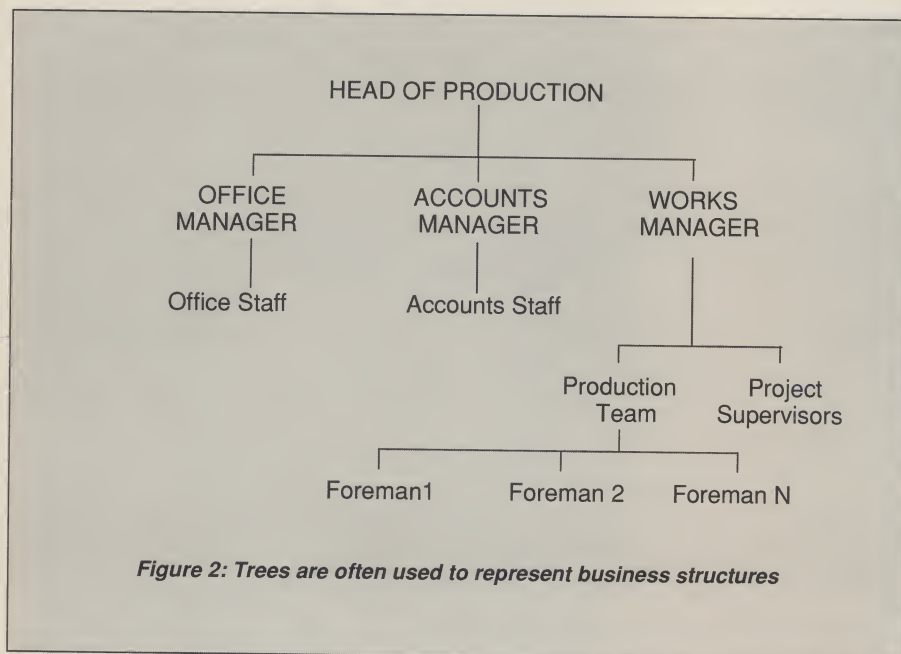 HEAD OF PRODUCTION
OFFICE
MANAGER
ACCOUNTS
MANAGER
WORKS
MANAGER
Office Staff
Accounts Staff
Production
Team
Project
Supervisors
Foreman1
Foreman 2
Foreman N
Figure 2: Trees are often used to represent business structures